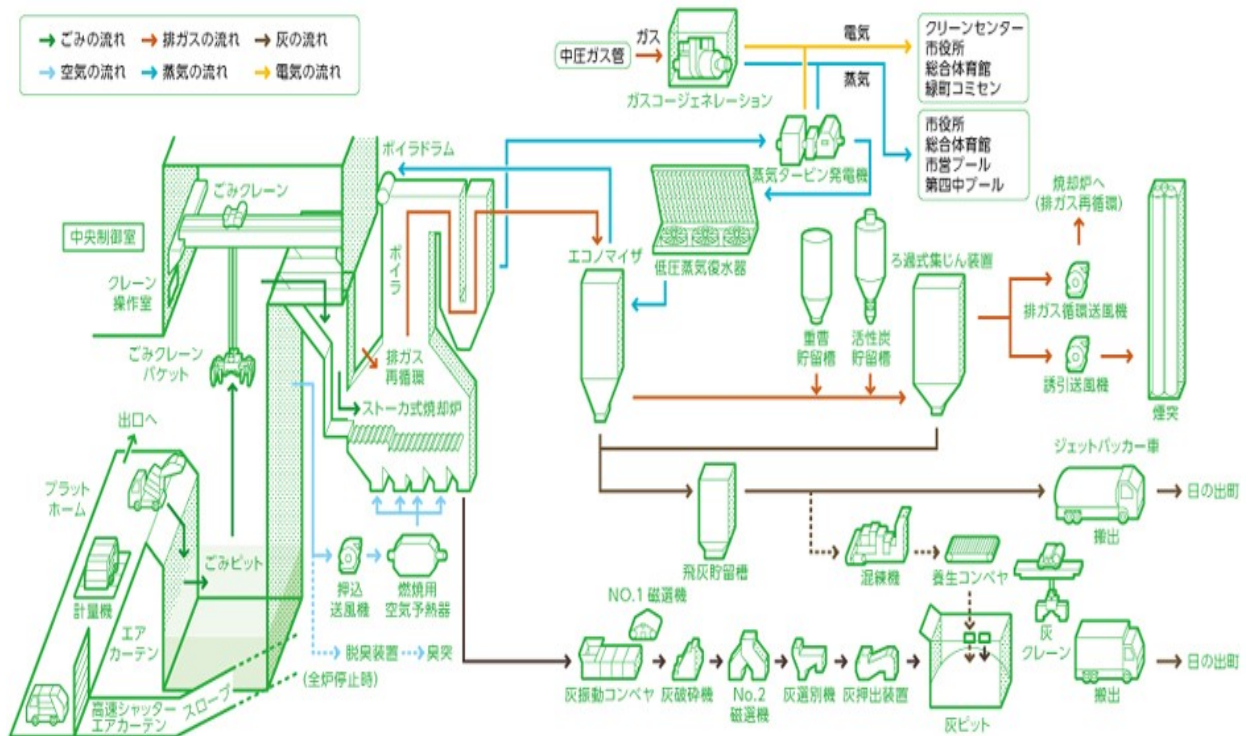 ごみの流れ
排ガスの流れ
灰の流れ
空気の流れ
蒸気の流れ
電気の流れ
中圧ガス管
ガス
ガスコージェネレーション
電気
蒸気
クリーンセンター
市役所
総合体育館
緑町コミセン
市役所
総合体育館
市営プール
第四中プール
蒸気タービン発電機
ボイラドラム
ごみクレーン
中央制御室
クレーン
操作室
ボイラ
エコノマイザ
低圧蒸気復水器
ろ過式集じん装置
焼却炉へ
(排ガス再循環)
排ガス循環送風機
重曹
貯留槽
活性炭
貯留槽
誘引送風機
煙突
ごみクレーン
バケット
排ガス
再循環
ストーカ式焼却炉
出口へ
プラット
ホーム
ごみピット
計量機
エア
カーテン
高速シャッター
エアカーテン
スロープ
押込
送風機
燃焼用
空気予熱器
脱臭装置
臭突
(全炉停止時)
飛灰貯留槽
ジェットパッカー車
搬出
日の出町
混練機
養生コンベヤ
灰
クレーン
NO.1 磁選機
灰振動コンベヤ
灰破砕機
No.2
磁選機
灰選別機
灰押出装置
灰ピット
搬出
日の出町